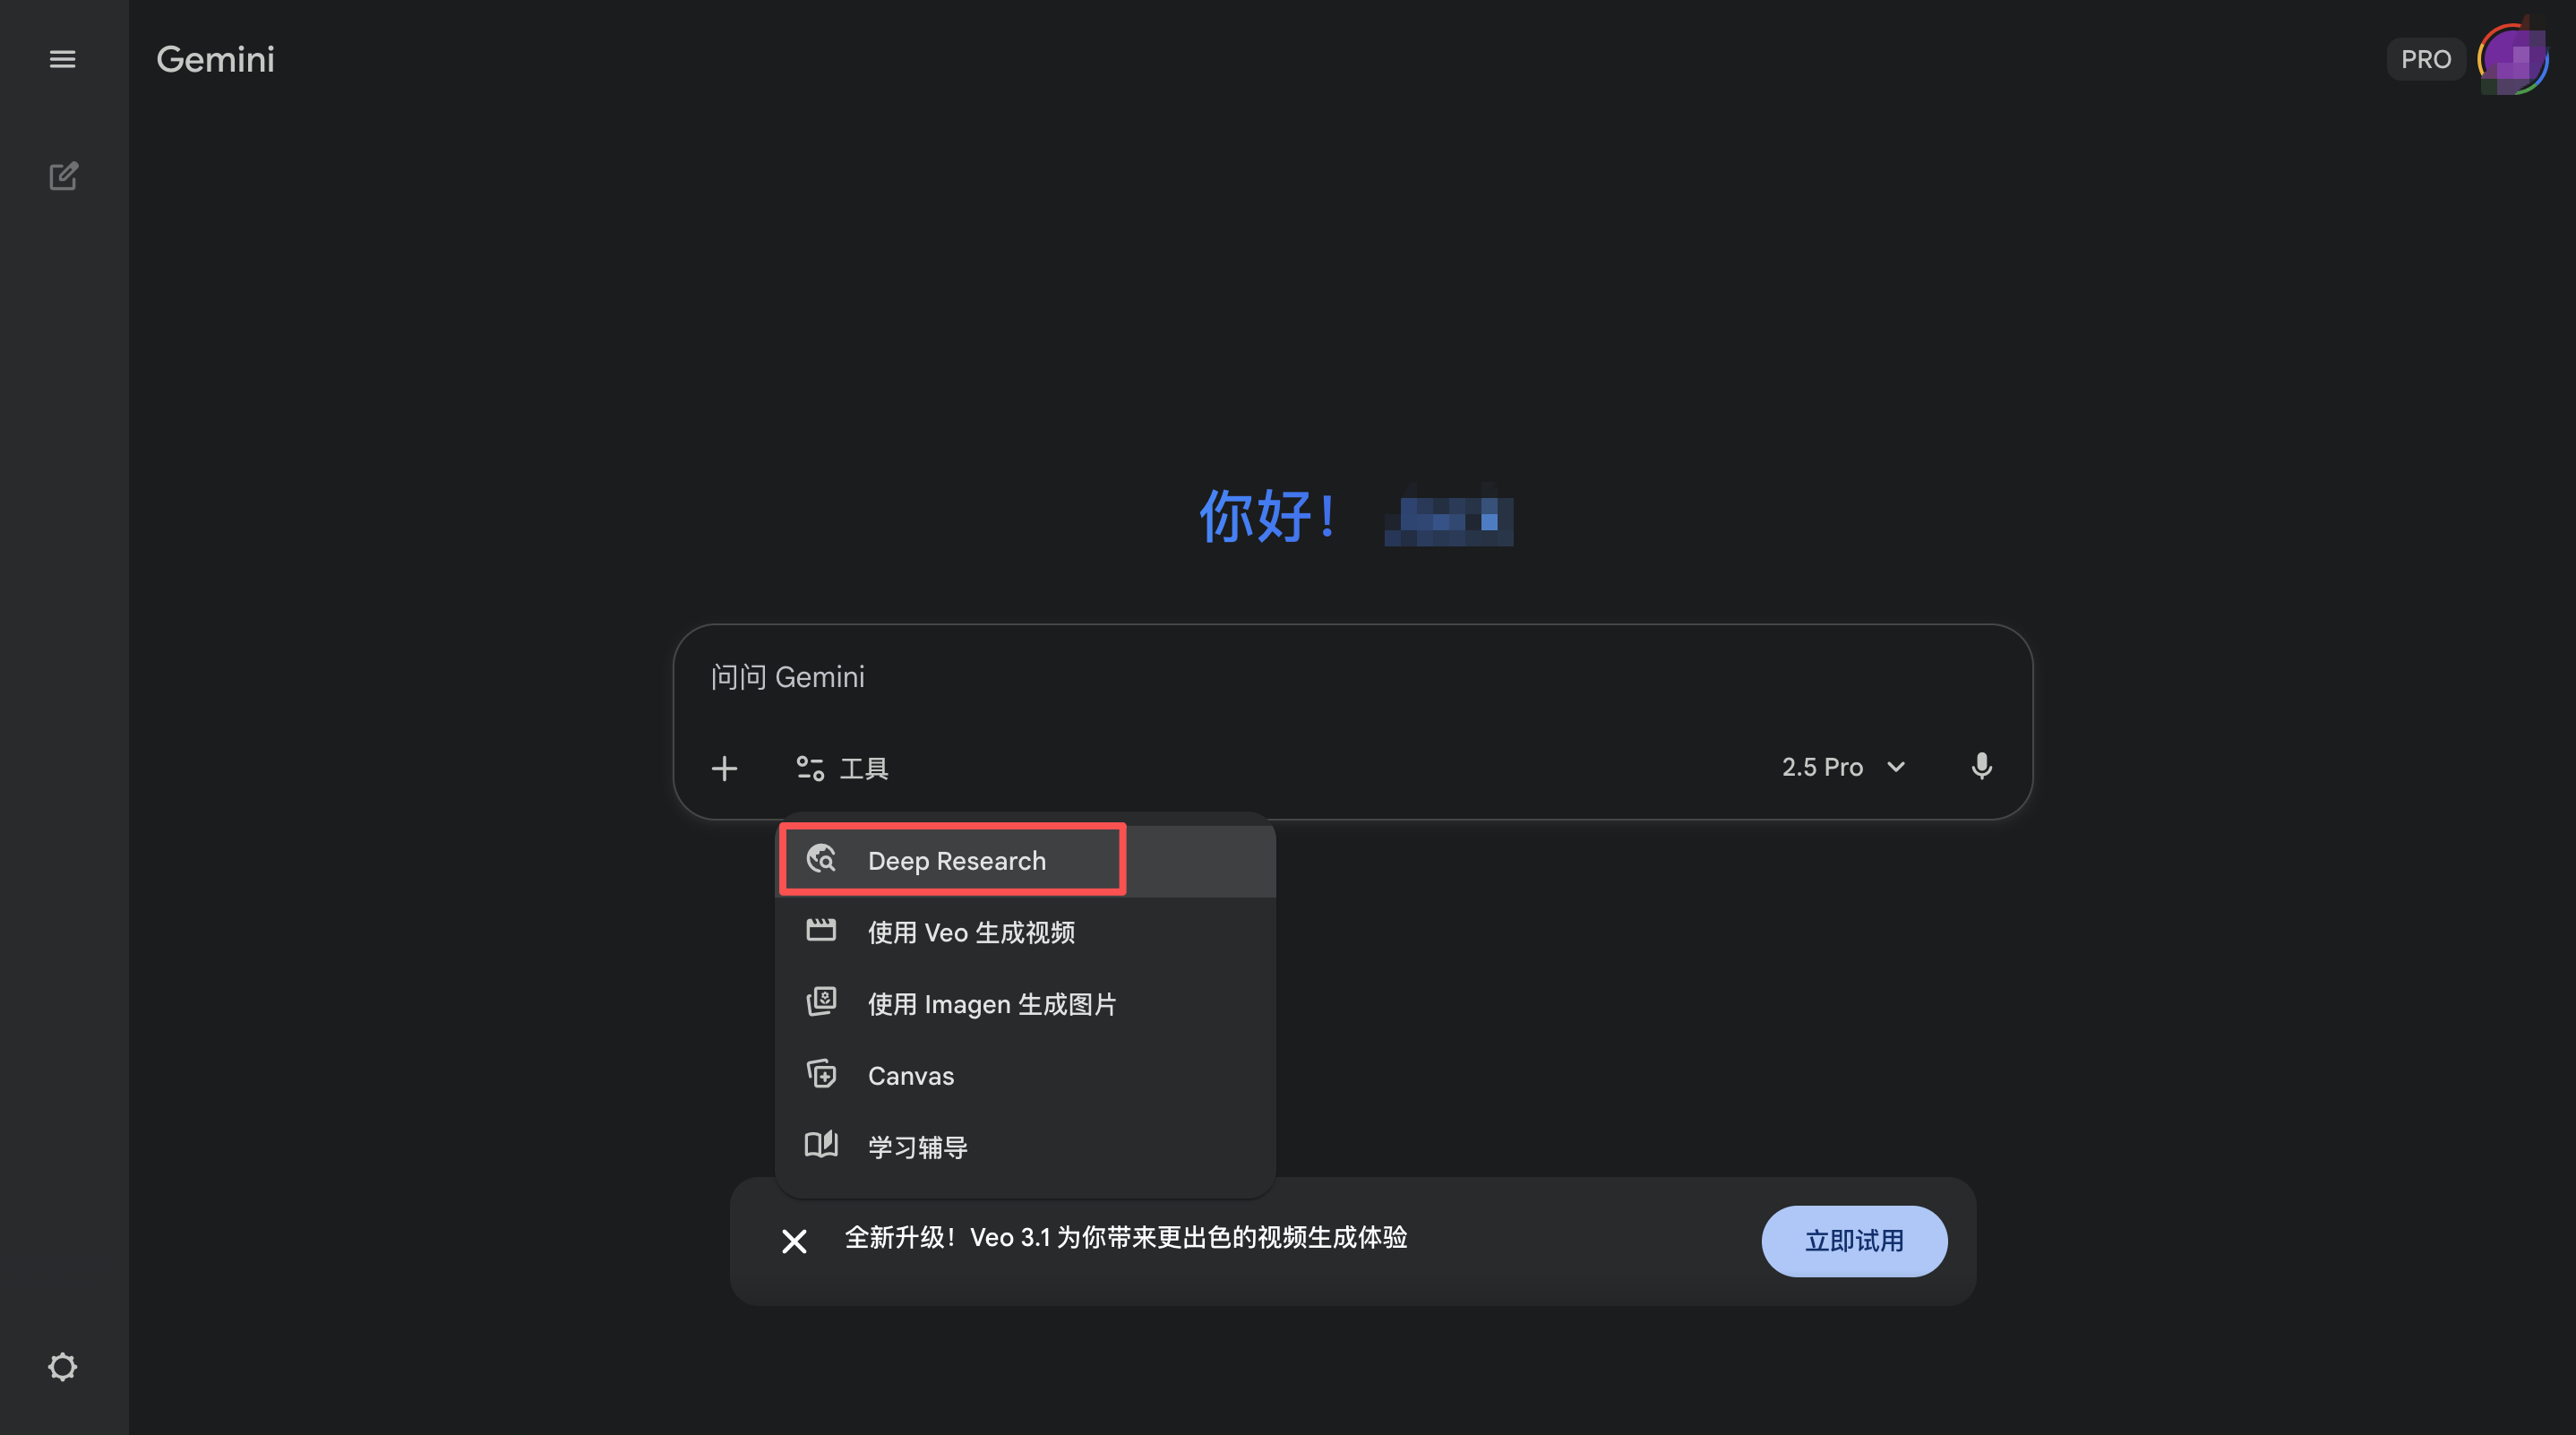 Gemini
PRO
你好！
问问 Gemini
工具
2.5 Pro
Deep Research
使用 Veo 生成视频
使用 Imagen 生成图片
Canvas
学习辅导
全新升级！Veo 3.1 为你带来更出色的视频生成体验
立即试用